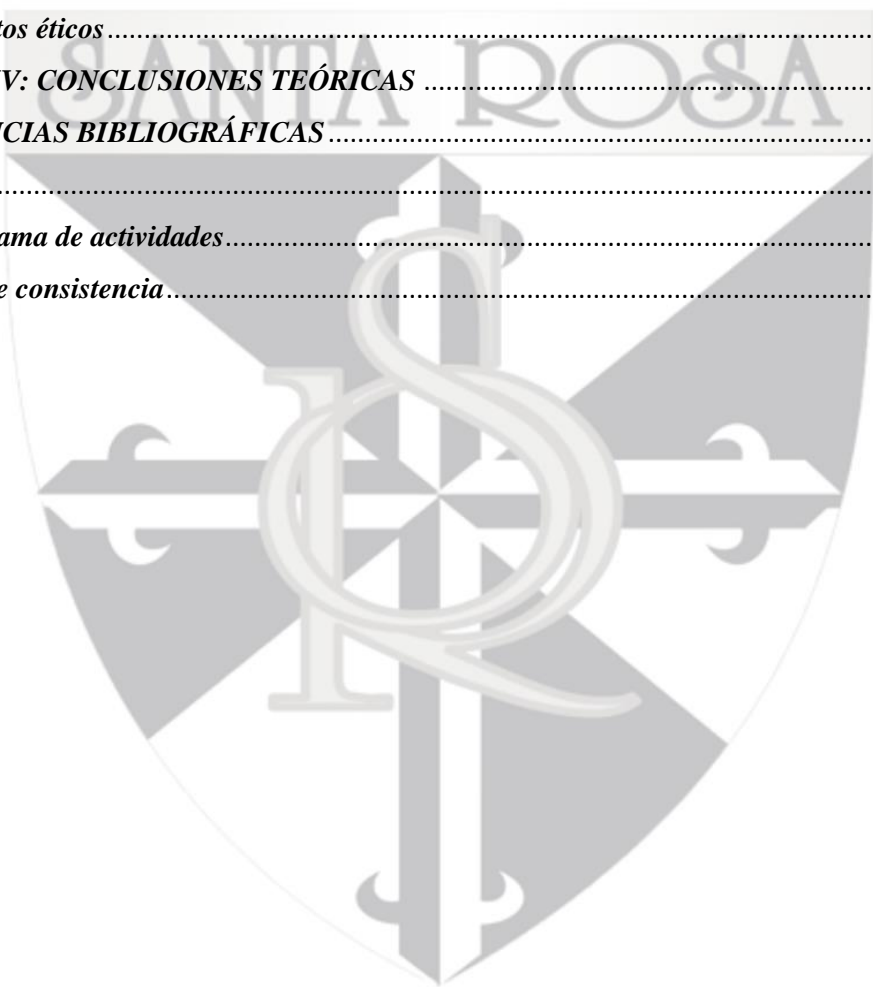 tos éticos
V: CONCLUSIONES TEÓRICAS
CIAS BIBLIOGRÁFICAS
ama de actividades
e consistencia
SANTA ROSA